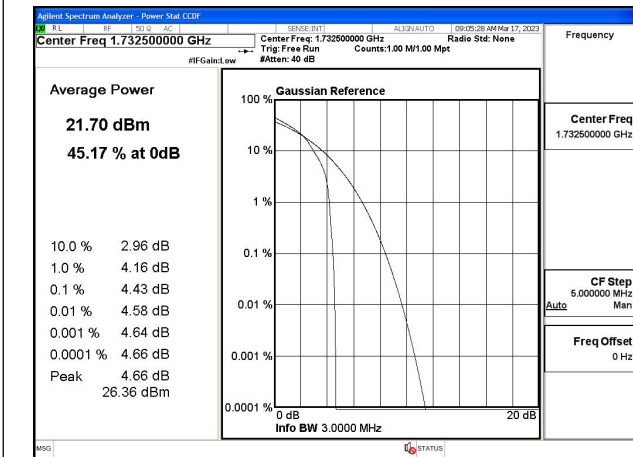 Agilent Spectrum Analyzer - Power Stat CCDF
LXI RL RF 50 Ω AC SENSE:INT ALIGNAUTO 09:05:28 AM Mar 17, 2023
Center Freq 1.732500000 GHz
#IFGain:Low
Center Freq: 1.732500000 GHz Radio Std: None
Trig: Free Run Counts:1.00 M/1.00 Mpt
#Atten: 40 dB
Frequency
Average Power
21.70 dBm
45.17 % at 0dB
10.0 % 2.96 dB
1.0 % 4.16 dB
0.1 % 4.43 dB
0.01 % 4.58 dB
0.001 % 4.64 dB
0.0001 % 4.66 dB
Peak 4.66 dB
26.36 dBm
Gaussian Reference
100 %
10 %
1 %
0.1 %
0.01 %
0.001 %
0.0001 %
0 dB 20 dB
Info BW 3.0000 MHz
Center Freq
1.732500000 GHz
CF Step
5.000000 MHz
Auto Man
Freq Offset
0 Hz
MSG STATUS